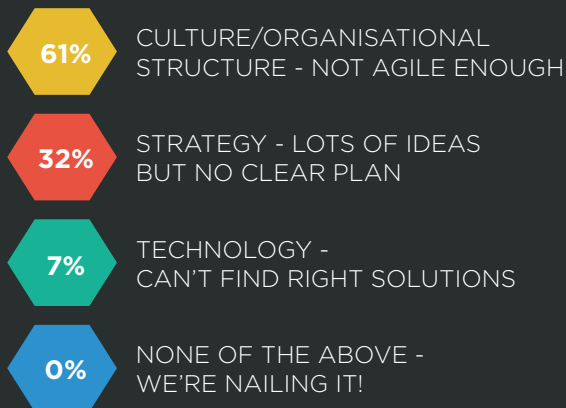 61%
CULTURE/ORGANISATIONAL
STRUCTURE - NOT AGILE ENOUGH
32%
STRATEGY - LOTS OF IDEAS
BUT NO CLEAR PLAN
7%
TECHNOLOGY -
CAN'T FIND RIGHT SOLUTIONS
0%
NONE OF THE ABOVE -
WE'RE NAILING IT!